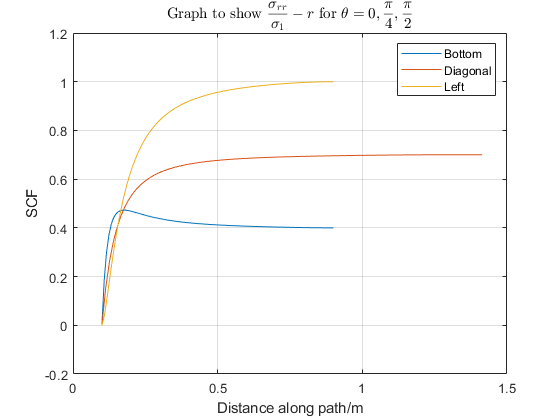 Graph to show σrr/σ1 − r for θ = 0, π/4, π/2
1.2
1
0.8
0.6
0.4
0.2
0
-0.2
SCF
Bottom
Diagonal
Left
0 0.5 1 1.5
Distance along path/m